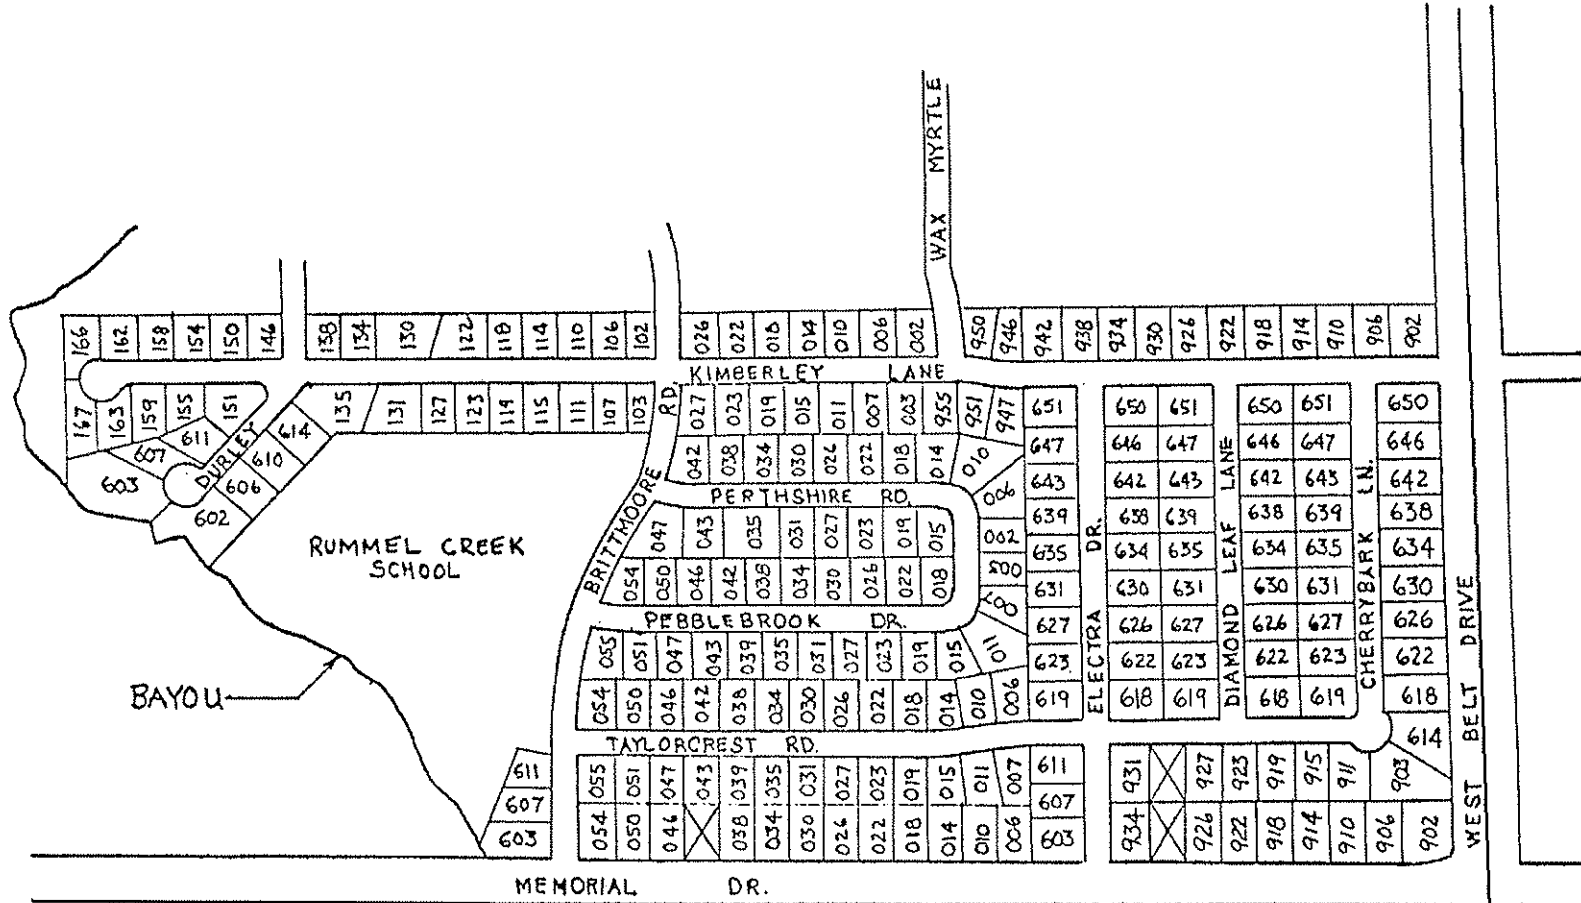 WAX MYRTLE
166 162 158 154 150 146 138 134 130 122 118 114 110 106 102 026 022 018 014 010 006 002 950 946 942 938 934 930 926 922 918 914 910 906 902
KIMBERLEY LANE
167 163 159 155 151 135 131 127 123 119 115 111 107 103 RD. 027 023 019 015 011 007 003 955 951 947 651 650 651 650 651 650
611 614 042 038 034 030 026 022 018 014 010 647 646 647 646 647 646
607 DURLEY 610
603 606 BRITTMOORE PERTHSHIRE RD. 006 643 642 643 642 643 642
602 047 043 035 031 027 023 019 015 002 639 638 639 638 639 638
RUMMEL CREEK
SCHOOL
003 635 634 635 634 635 634
054 050 046 042 038 034 030 026 022 018 007 631 630 631 630 631 630
PEBBLEBROOK DR. 627 626 627 626 627 626
055 051 047 043 039 035 031 027 023 019 015 011 623 622 623 622 623 622
BAYOU
054 050 046 042 038 034 030 026 022 018 014 010 006 619 618 619 618 619 618
ELECTRA DR.
DIAMOND LEAF LANE
CHERRYBARK LN.
WEST BELT DRIVE
TAYLORCREST RD. 614
611 055 051 047 043 039 035 031 027 023 019 015 011 007 611 931 927 923 919 915 911 903
607 607
603 054 050 046 038 034 030 026 022 018 014 010 006 603 934 926 922 918 914 910 906 902
MEMORIAL DR.